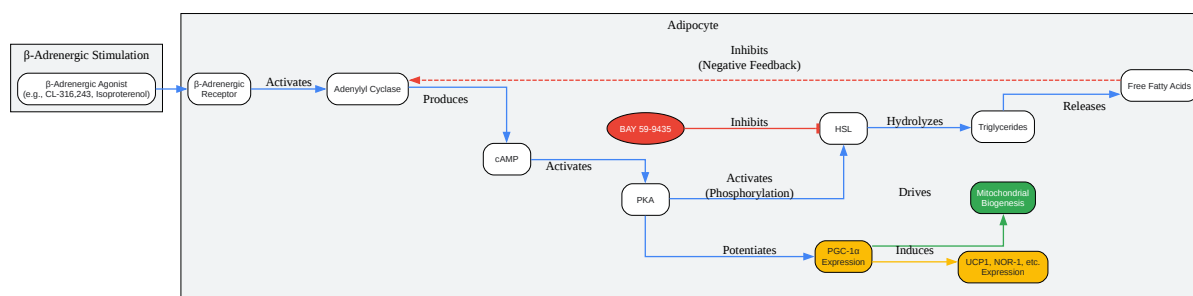 Adipocyte
β-Adrenergic Stimulation
β-Adrenergic Agonist
(e.g., CL-316,243, Isoproterenol)
β-Adrenergic
Receptor
Activates
Adenylyl Cyclase
Inhibits
(Negative Feedback)
Free Fatty Acids
Produces
Releases
BAY 59-9435
Inhibits
HSL
Hydrolyzes
Triglycerides
cAMP
Activates
PKA
Activates
(Phosphorylation)
Drives
Mitochondrial
Biogenesis
Potentiates
PGC-1α
Expression
Induces
UCP1, NOR-1, etc.
Expression